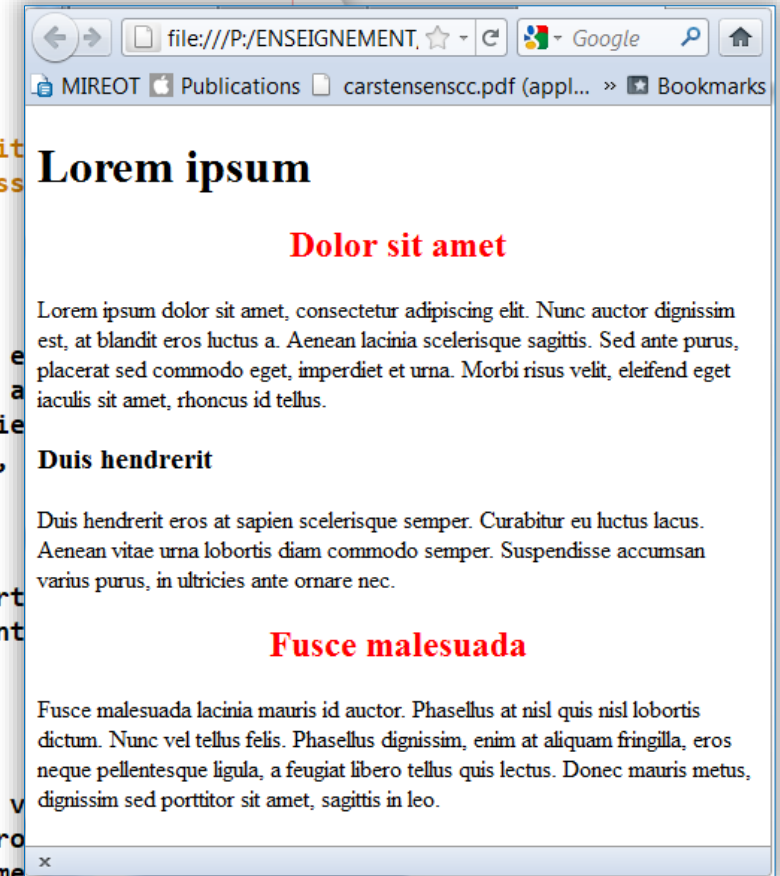 file:///P:/ENSEIGNEMENT,
Google
MIREOT Publications carstensenscc.pdf (appl... » Bookmarks
Lorem ipsum
Dolor sit amet
Lorem ipsum dolor sit amet, consectetur adipiscing elit. Nunc auctor dignissim
est, at blandit eros luctus a. Aenean lacinia scelerisque sagittis. Sed ante purus,
placerat sed commodo eget, imperdiet et urna. Morbi risus velit, eleifend eget
iaculis sit amet, rhoncus id tellus.
Duis hendrerit
Duis hendrerit eros at sapien scelerisque semper. Curabitur eu luctus lacus.
Aenean vitae urna lobortis diam commodo semper. Suspendisse accumsan
varius purus, in ultricies ante ornare nec.
Fusce malesuada
Fusce malesuada lacinia mauris id auctor. Phasellus at nisl quis nisl lobortis
dictum. Nunc vel tellus felis. Phasellus dignissim, enim at aliquam fringilla, eros
neque pellentesque ligula, a feugiat libero tellus quis lectus. Donec mauris metus,
dignissim sed porttitor sit amet, sagittis in leo.